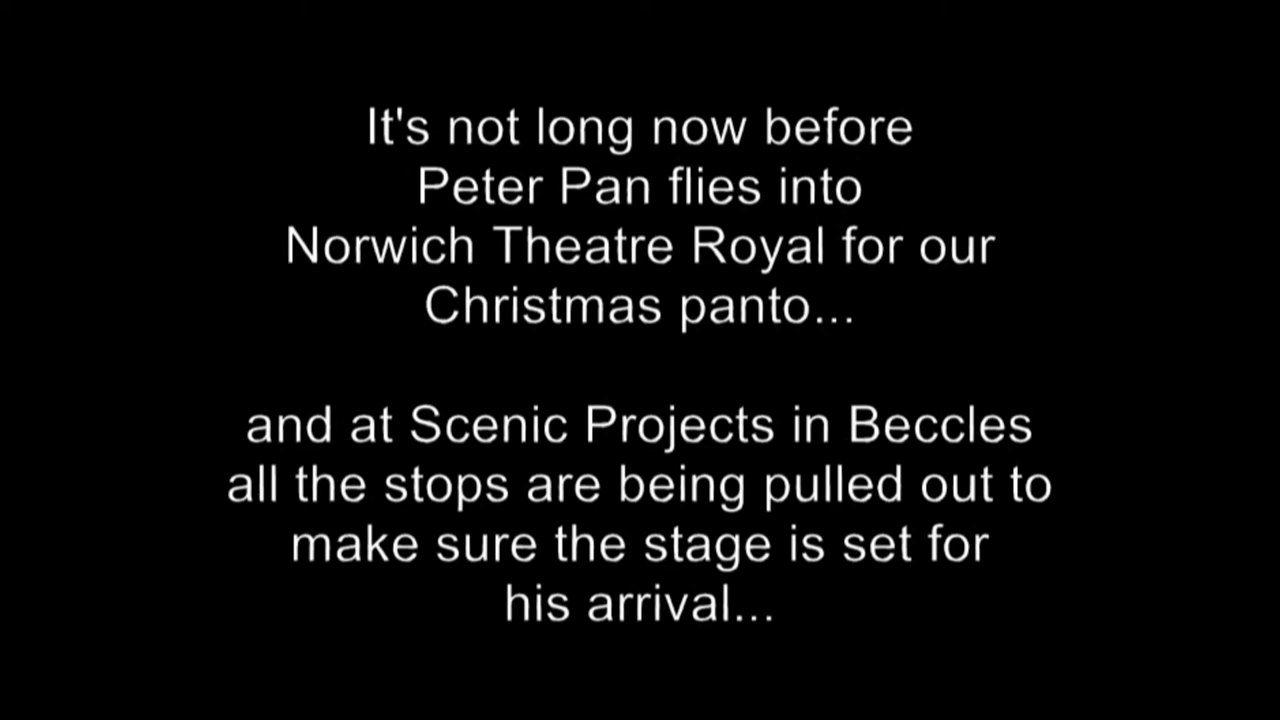 It's not long now before
Peter Pan flies into
Norwich Theatre Royal for our
Christmas panto...
and at Scenic Projects in Beccles
all the stops are being pulled out to
make sure the stage is set for
his arrival...